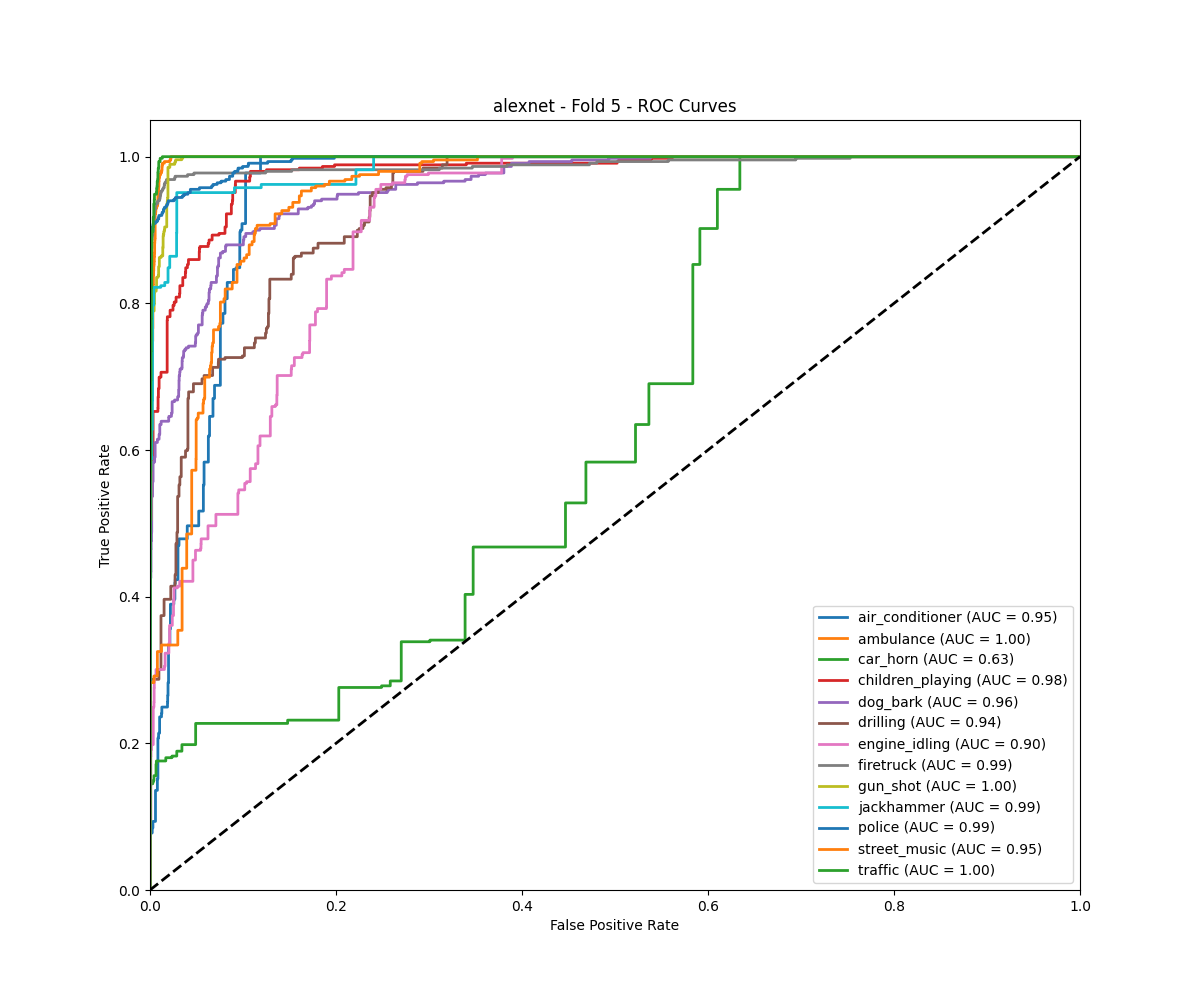 alexnet - Fold 5 - ROC Curves
1.0
0.8
0.6
0.4
0.2
0.0
True Positive Rate
0.0 0.2 0.4 0.6 0.8 1.0
False Positive Rate
air_conditioner (AUC = 0.95)
ambulance (AUC = 1.00)
car_horn (AUC = 0.63)
children_playing (AUC = 0.98)
dog_bark (AUC = 0.96)
drilling (AUC = 0.94)
engine_idling (AUC = 0.90)
firetruck (AUC = 0.99)
gun_shot (AUC = 1.00)
jackhammer (AUC = 0.99)
police (AUC = 0.99)
street_music (AUC = 0.95)
traffic (AUC = 1.00)